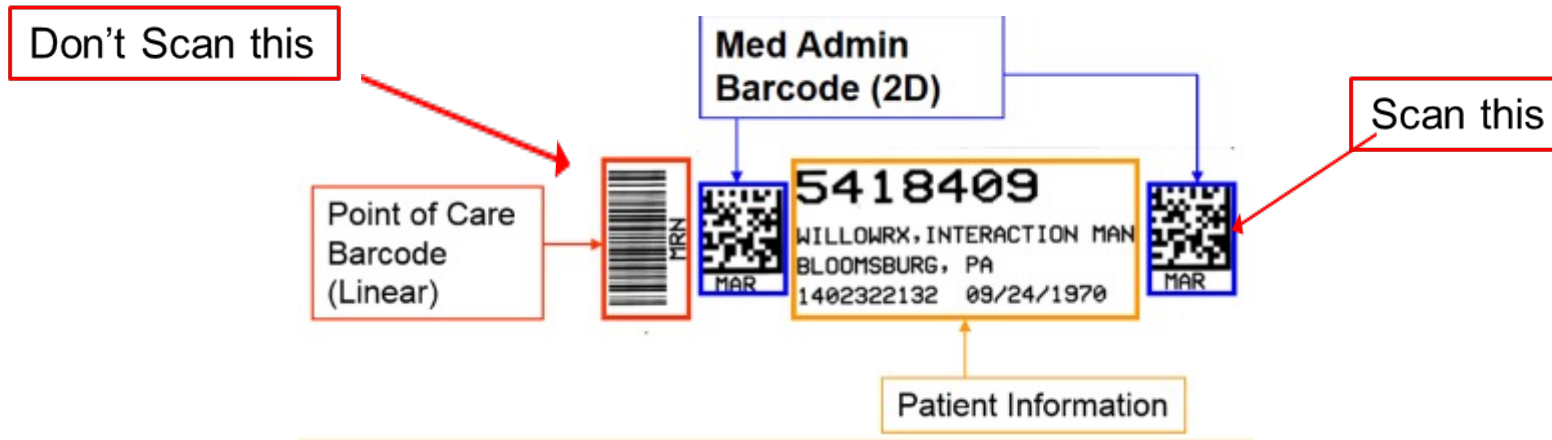 Don't Scan this
Med Admin
Barcode (2D)
Scan this
Point of Care
Barcode
(Linear)
MRN
MAR
5418409
WILLOWRX,INTERACTION MAN
BLOOMSBURG, PA
1402322132 09/24/1970
MAR
Patient Information